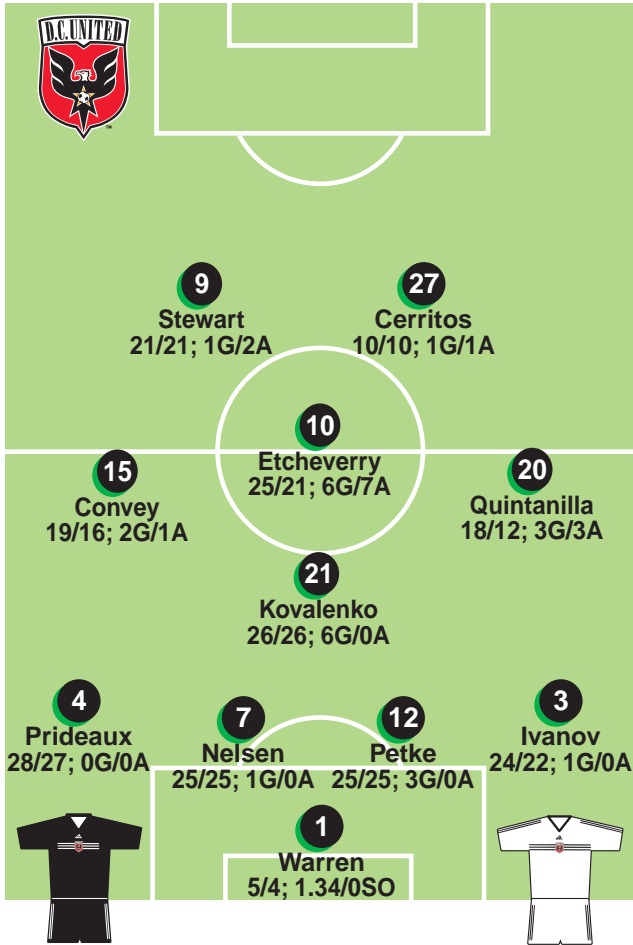 D.C.UNITED
TM
9
Stewart
21/21; 1G/2A
27
Cerritos
10/10; 1G/1A
10
Etcheverry
25/21; 6G/7A
15
Convey
19/16; 2G/1A
20
Quintanilla
18/12; 3G/3A
21
Kovalenko
26/26; 6G/0A
4
Prideaux
28/27; 0G/0A
7
Nelsen
25/25; 1G/0A
12
Petke
25/25; 3G/0A
3
Ivanov
24/22; 1G/0A
1
Warren
5/4; 1.34/0SO